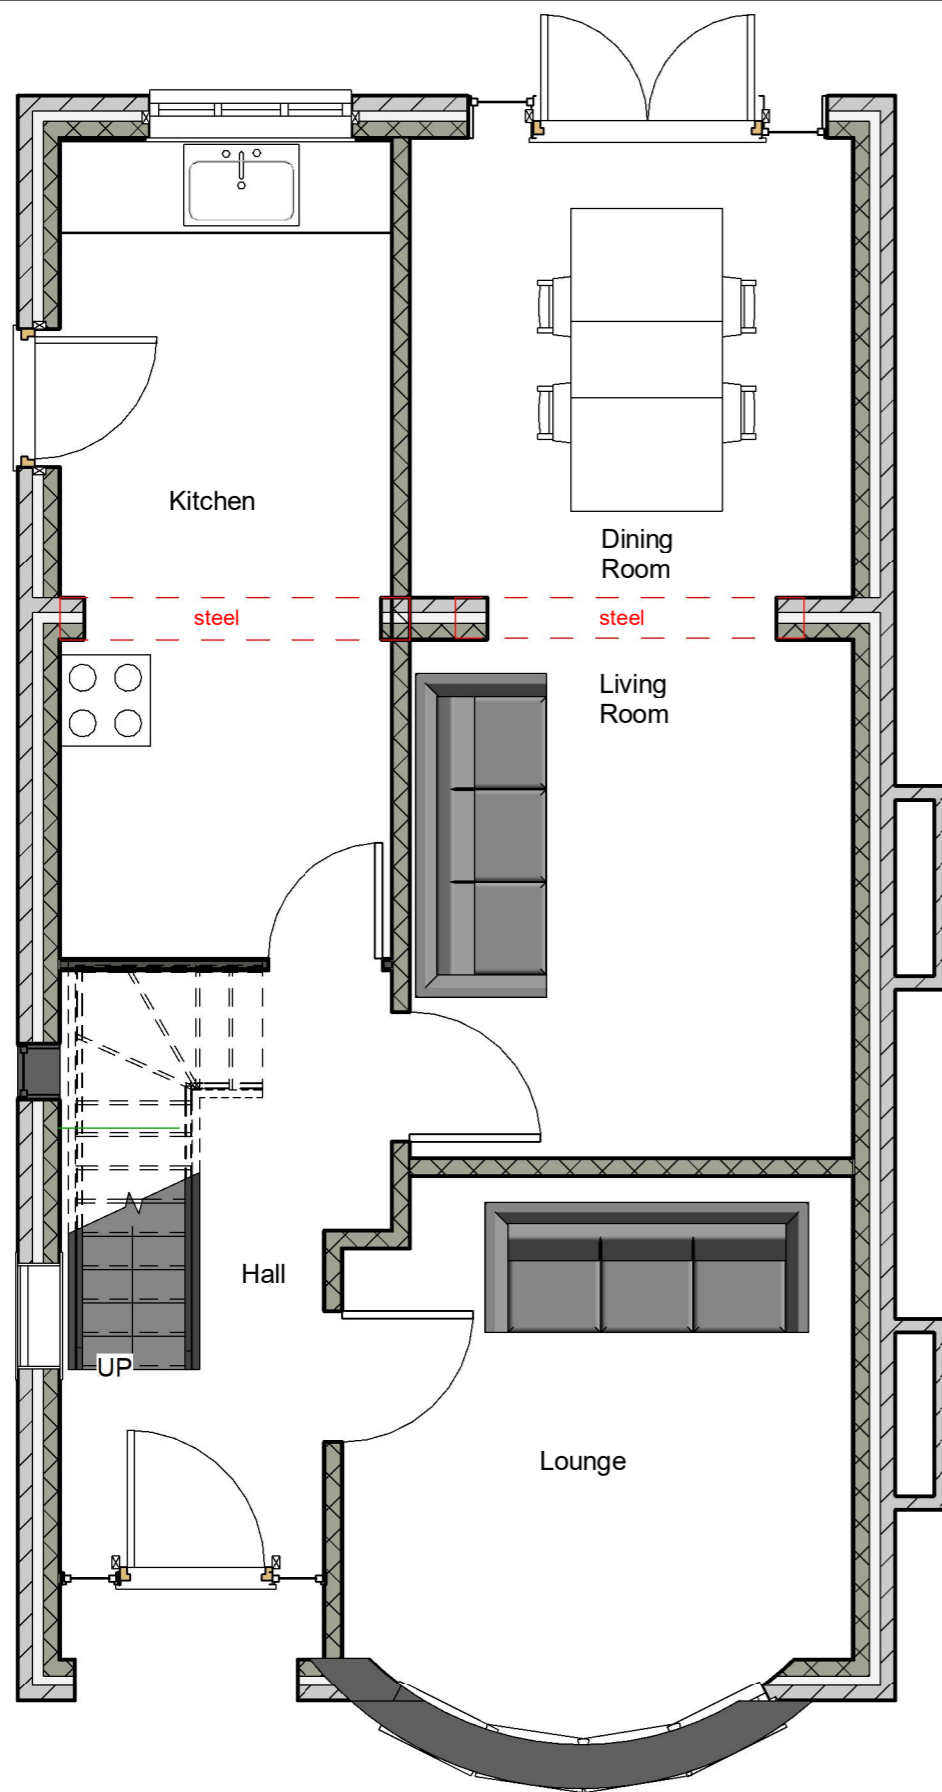 Kitchen
Dining
Room
steel
steel
Living
Room
Hall
UP
Lounge